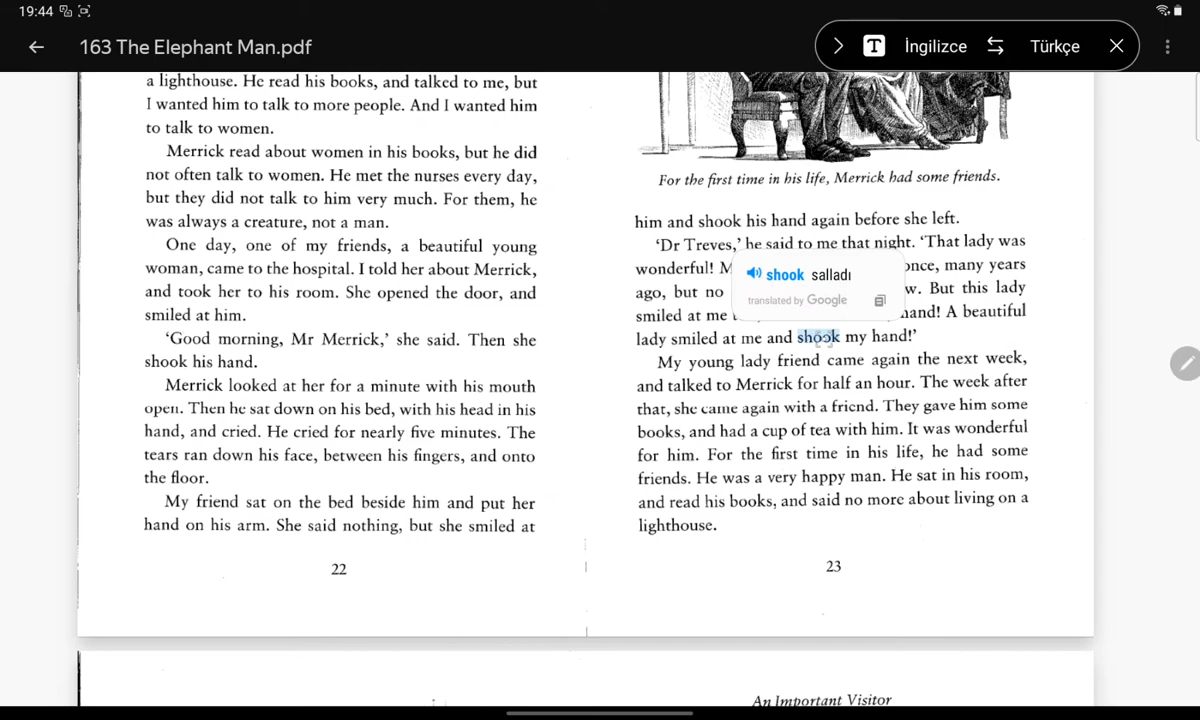 19:44
163 The Elephant Man.pdf
T İngilizce Türkçe
a lighthouse. He read his books, and talked to me, but
I wanted him to talk to more people. And I wanted him
to talk to women.
Merrick read about women in his books, but he did
not often talk to women. He met the nurses every day,
but they did not talk to him very much. For them, he
was always a creature, not a man.
One day, one of my friends, a beautiful young
woman, came to the hospital. I told her about Merrick,
and took her to his room. She opened the door, and
smiled at him.
‘Good morning, Mr Merrick,’ she said. Then she
shook his hand.
Merrick looked at her for a minute with his mouth
open. Then he sat down on his bed, with his head in his
hand, and cried. He cried for nearly five minutes. The
tears ran down his face, between his fingers, and onto
the floor.
My friend sat on the bed beside him and put her
hand on his arm. She said nothing, but she smiled at
22
For the first time in his life, Merrick had some friends.
him and shook his hand again before she left.
‘Dr Treves,’ he said to me that night. ‘That lady was
wonderful! M once, many years
ago, but no w. But this lady
smiled at me hand! A beautiful
lady smiled at me and shook my hand!’
shook salladı
translated by Google
My young lady friend came again the next week,
and talked to Merrick for half an hour. The week after
that, she came again with a friend. They gave him some
books, and had a cup of tea with him. It was wonderful
for him. For the first time in his life, he had some
friends. He was a very happy man. He sat in his room,
and read his books, and said no more about living on a
lighthouse.
23
An Important Visitor